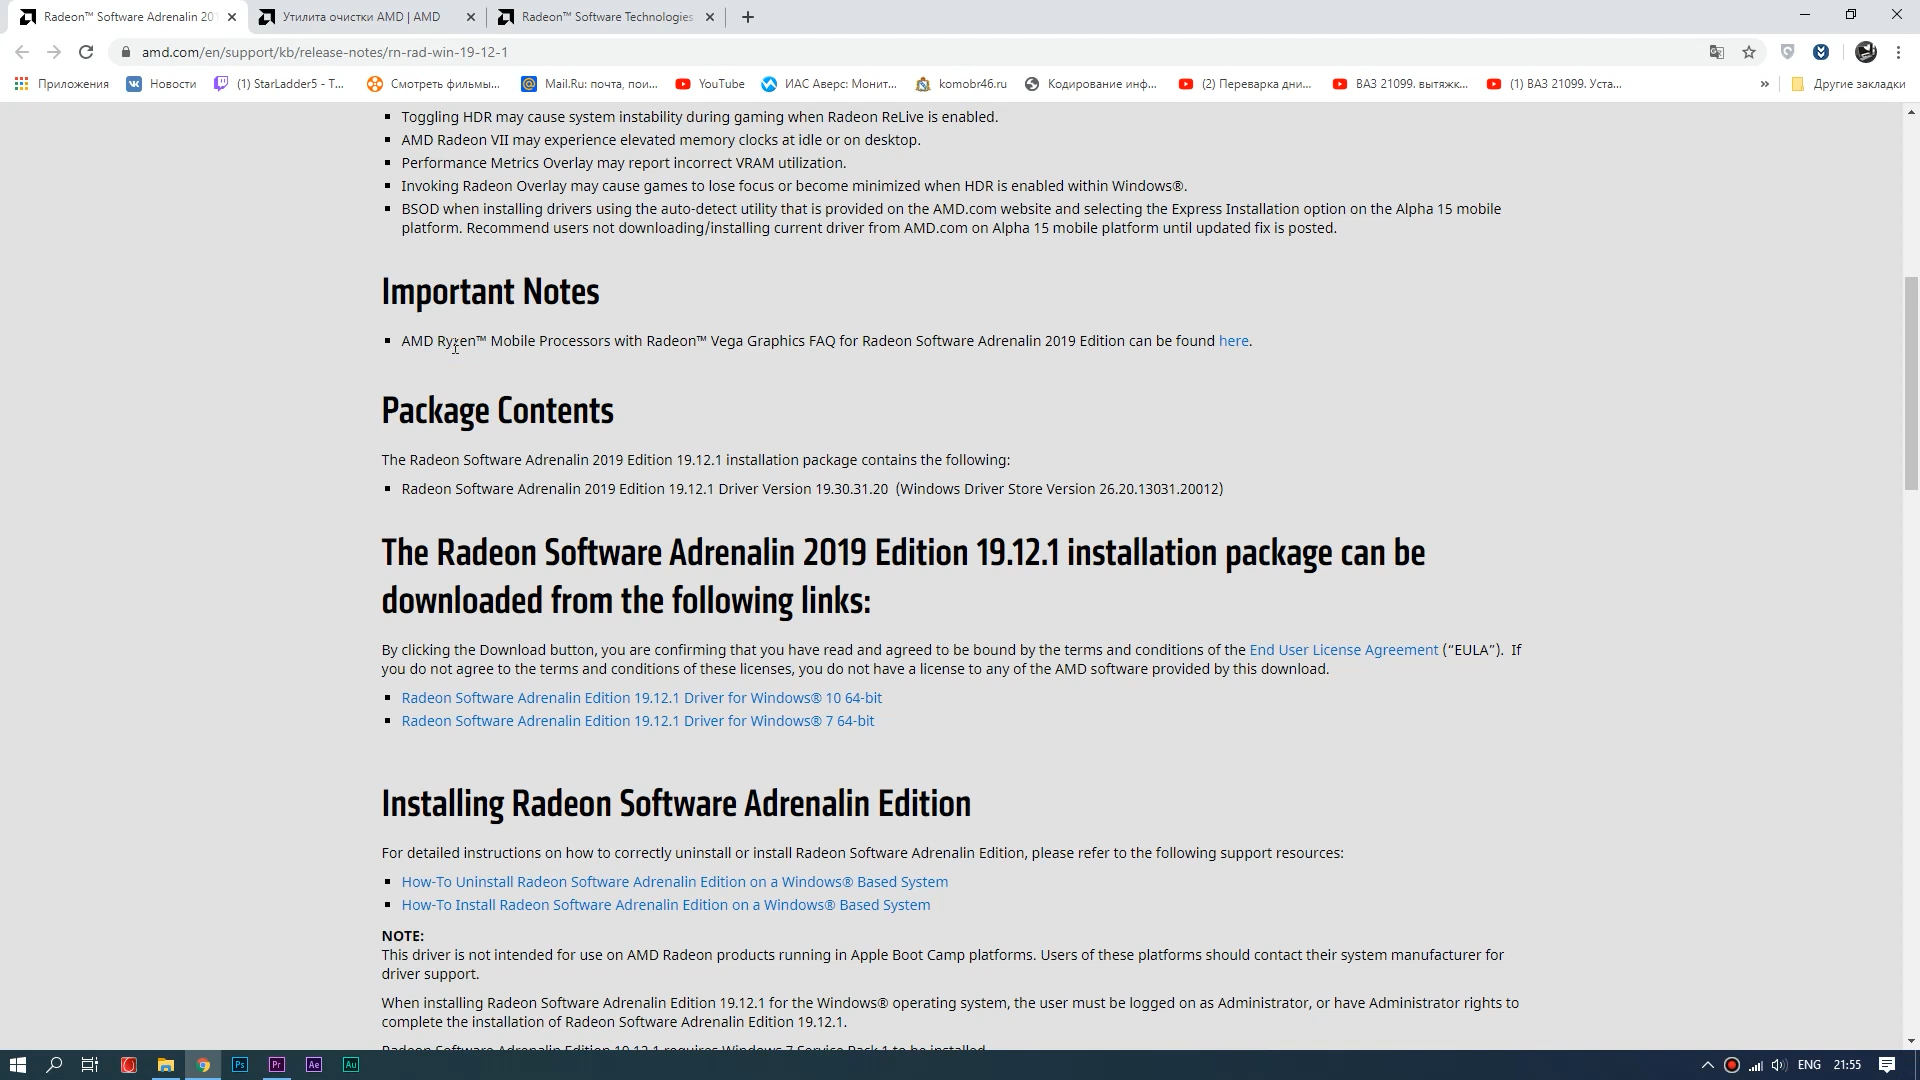 Radeon™ Software Adrenalin 201
Утилита очистки AMD | AMD
Radeon™ Software Technologies
amd.com/en/support/kb/release-notes/rn-rad-win-19-12-1
Приложения
Новости
(1) StarLadder5 - T...
Смотреть фильмы...
Mail.Ru: почта, пои...
YouTube
ИАС Аверс: Монит...
komobr46.ru
Кодирование инф...
(2) Переварка дни...
ВАЗ 21099. вытяжк...
(1) ВАЗ 21099. Уста...
»
Другие закладки
Toggling HDR may cause system instability during gaming when Radeon ReLive is enabled.
AMD Radeon VII may experience elevated memory clocks at idle or on desktop.
Performance Metrics Overlay may report incorrect VRAM utilization.
Invoking Radeon Overlay may cause games to lose focus or become minimized when HDR is enabled within Windows®.
BSOD when installing drivers using the auto-detect utility that is provided on the AMD.com website and selecting the Express Installation option on the Alpha 15 mobile
platform. Recommend users not downloading/installing current driver from AMD.com on Alpha 15 mobile platform until updated fix is posted.
Important Notes
AMD Ryzen™ Mobile Processors with Radeon™ Vega Graphics FAQ for Radeon Software Adrenalin 2019 Edition can be found here.
Package Contents
The Radeon Software Adrenalin 2019 Edition 19.12.1 installation package contains the following:
Radeon Software Adrenalin 2019 Edition 19.12.1 Driver Version 19.30.31.20 (Windows Driver Store Version 26.20.13031.20012)
The Radeon Software Adrenalin 2019 Edition 19.12.1 installation package can be
downloaded from the following links:
By clicking the Download button, you are confirming that you have read and agreed to be bound by the terms and conditions of the End User License Agreement (“EULA”). If
you do not agree to the terms and conditions of these licenses, you do not have a license to any of the AMD software provided by this download.
Radeon Software Adrenalin Edition 19.12.1 Driver for Windows® 10 64-bit
Radeon Software Adrenalin Edition 19.12.1 Driver for Windows® 7 64-bit
Installing Radeon Software Adrenalin Edition
For detailed instructions on how to correctly uninstall or install Radeon Software Adrenalin Edition, please refer to the following support resources:
How-To Uninstall Radeon Software Adrenalin Edition on a Windows® Based System
How-To Install Radeon Software Adrenalin Edition on a Windows® Based System
NOTE:
This driver is not intended for use on AMD Radeon products running in Apple Boot Camp platforms. Users of these platforms should contact their system manufacturer for
driver support.
When installing Radeon Software Adrenalin Edition 19.12.1 for the Windows® operating system, the user must be logged on as Administrator, or have Administrator rights to
complete the installation of Radeon Software Adrenalin Edition 19.12.1.
Radeon Software Adrenalin Edition 19.12.1 requires Windows 7 Service Pack 1 to be installed.
Ps
Pr
Ae
Au
ENG
21:55